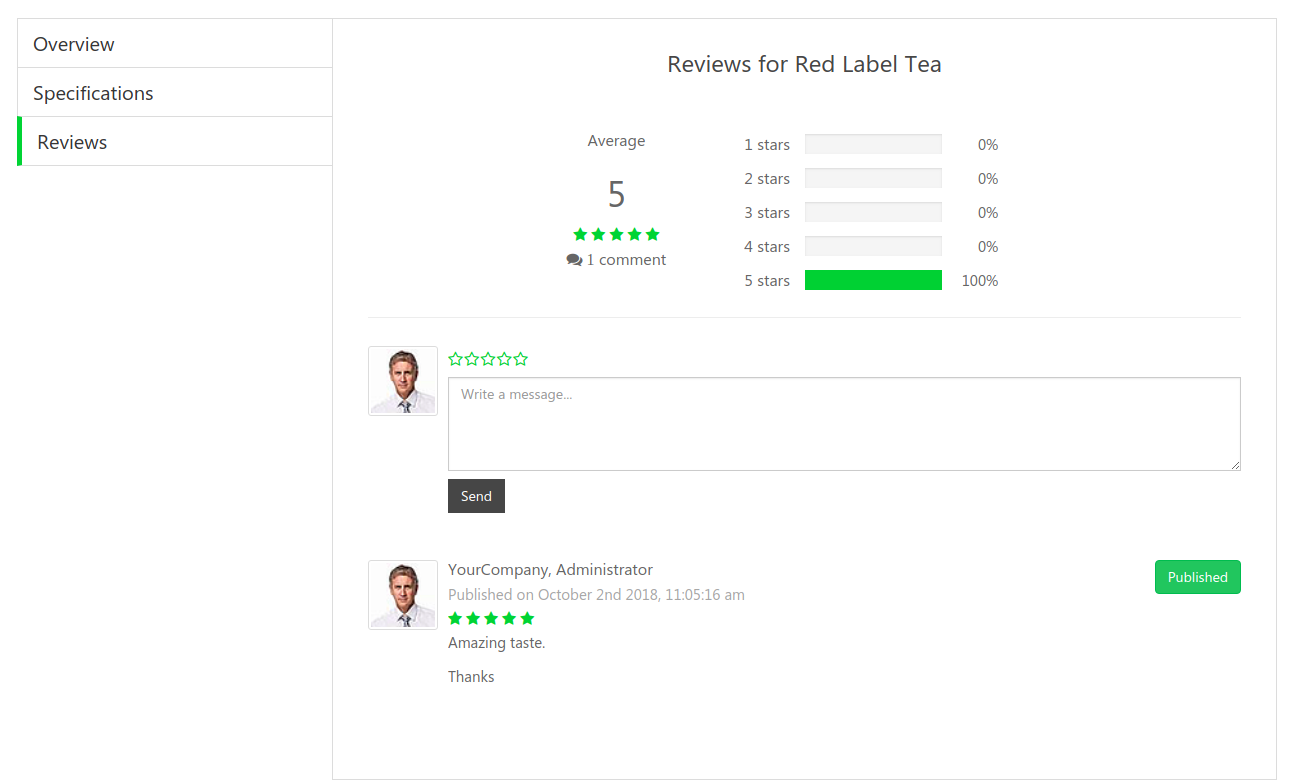 Overview
Specifications
Reviews
Reviews for Red Label Tea
Average
5
1 comment
1 stars 0%
2 stars 0%
3 stars 0%
4 stars 0%
5 stars 100%
Write a message...
Send
YourCompany, Administrator
Published
Published on October 2nd 2018, 11:05:16 am
Amazing taste.
Thanks